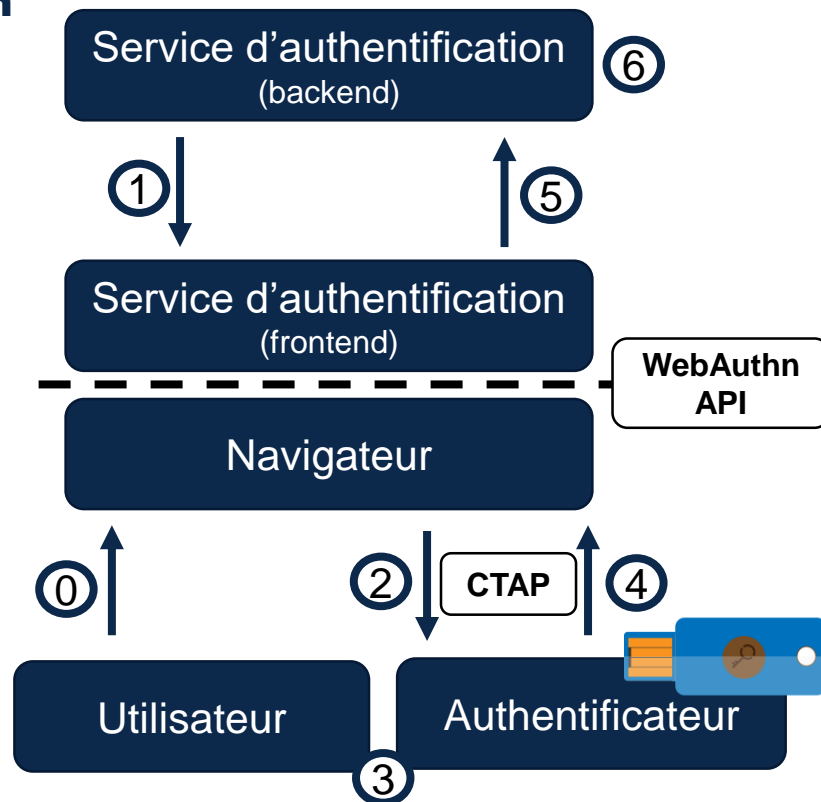 n
Service d’authentification
(backend)
6
1
5
Service d’authentification
(frontend)
WebAuthn
API
Navigateur
0
2
CTAP
4
Utilisateur
Authentificateur
3